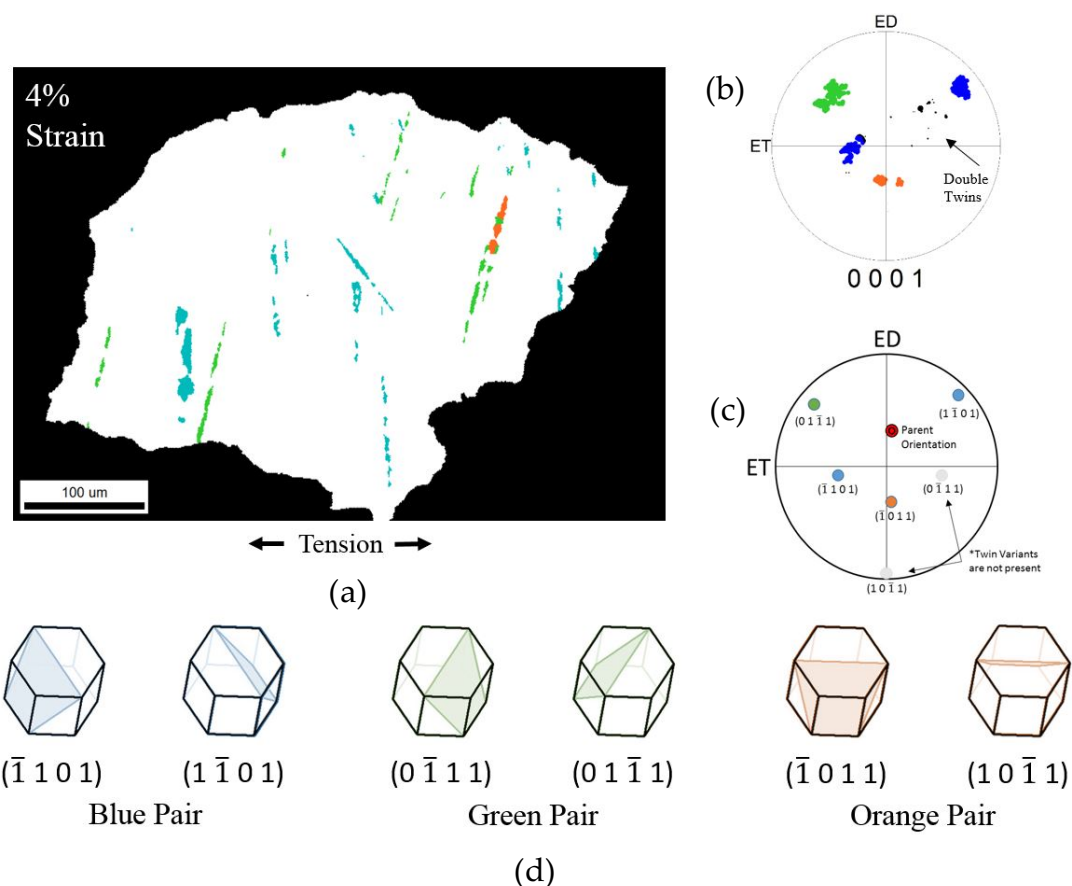 4%
Strain
100 um
← Tension →
(a)
(b)
ED
ET
Double
Twins
0 0 0 1
(c)
ED
ET
(0 1 1̅ 1)
(1 1̅ 0 1)
Parent
Orientation
(1̅ 1 0 1)
(0 1̅ 1 1)
(1̅ 0 1 1)
*Twin Variants
are not present
(1 0 1̅ 1)
(1̅ 1 0 1) (1 1̅ 0 1) (0 1̅ 1 1) (0 1 1̅ 1) (1̅ 0 1 1) (1 0 1̅ 1)
Blue Pair Green Pair Orange Pair
(d)